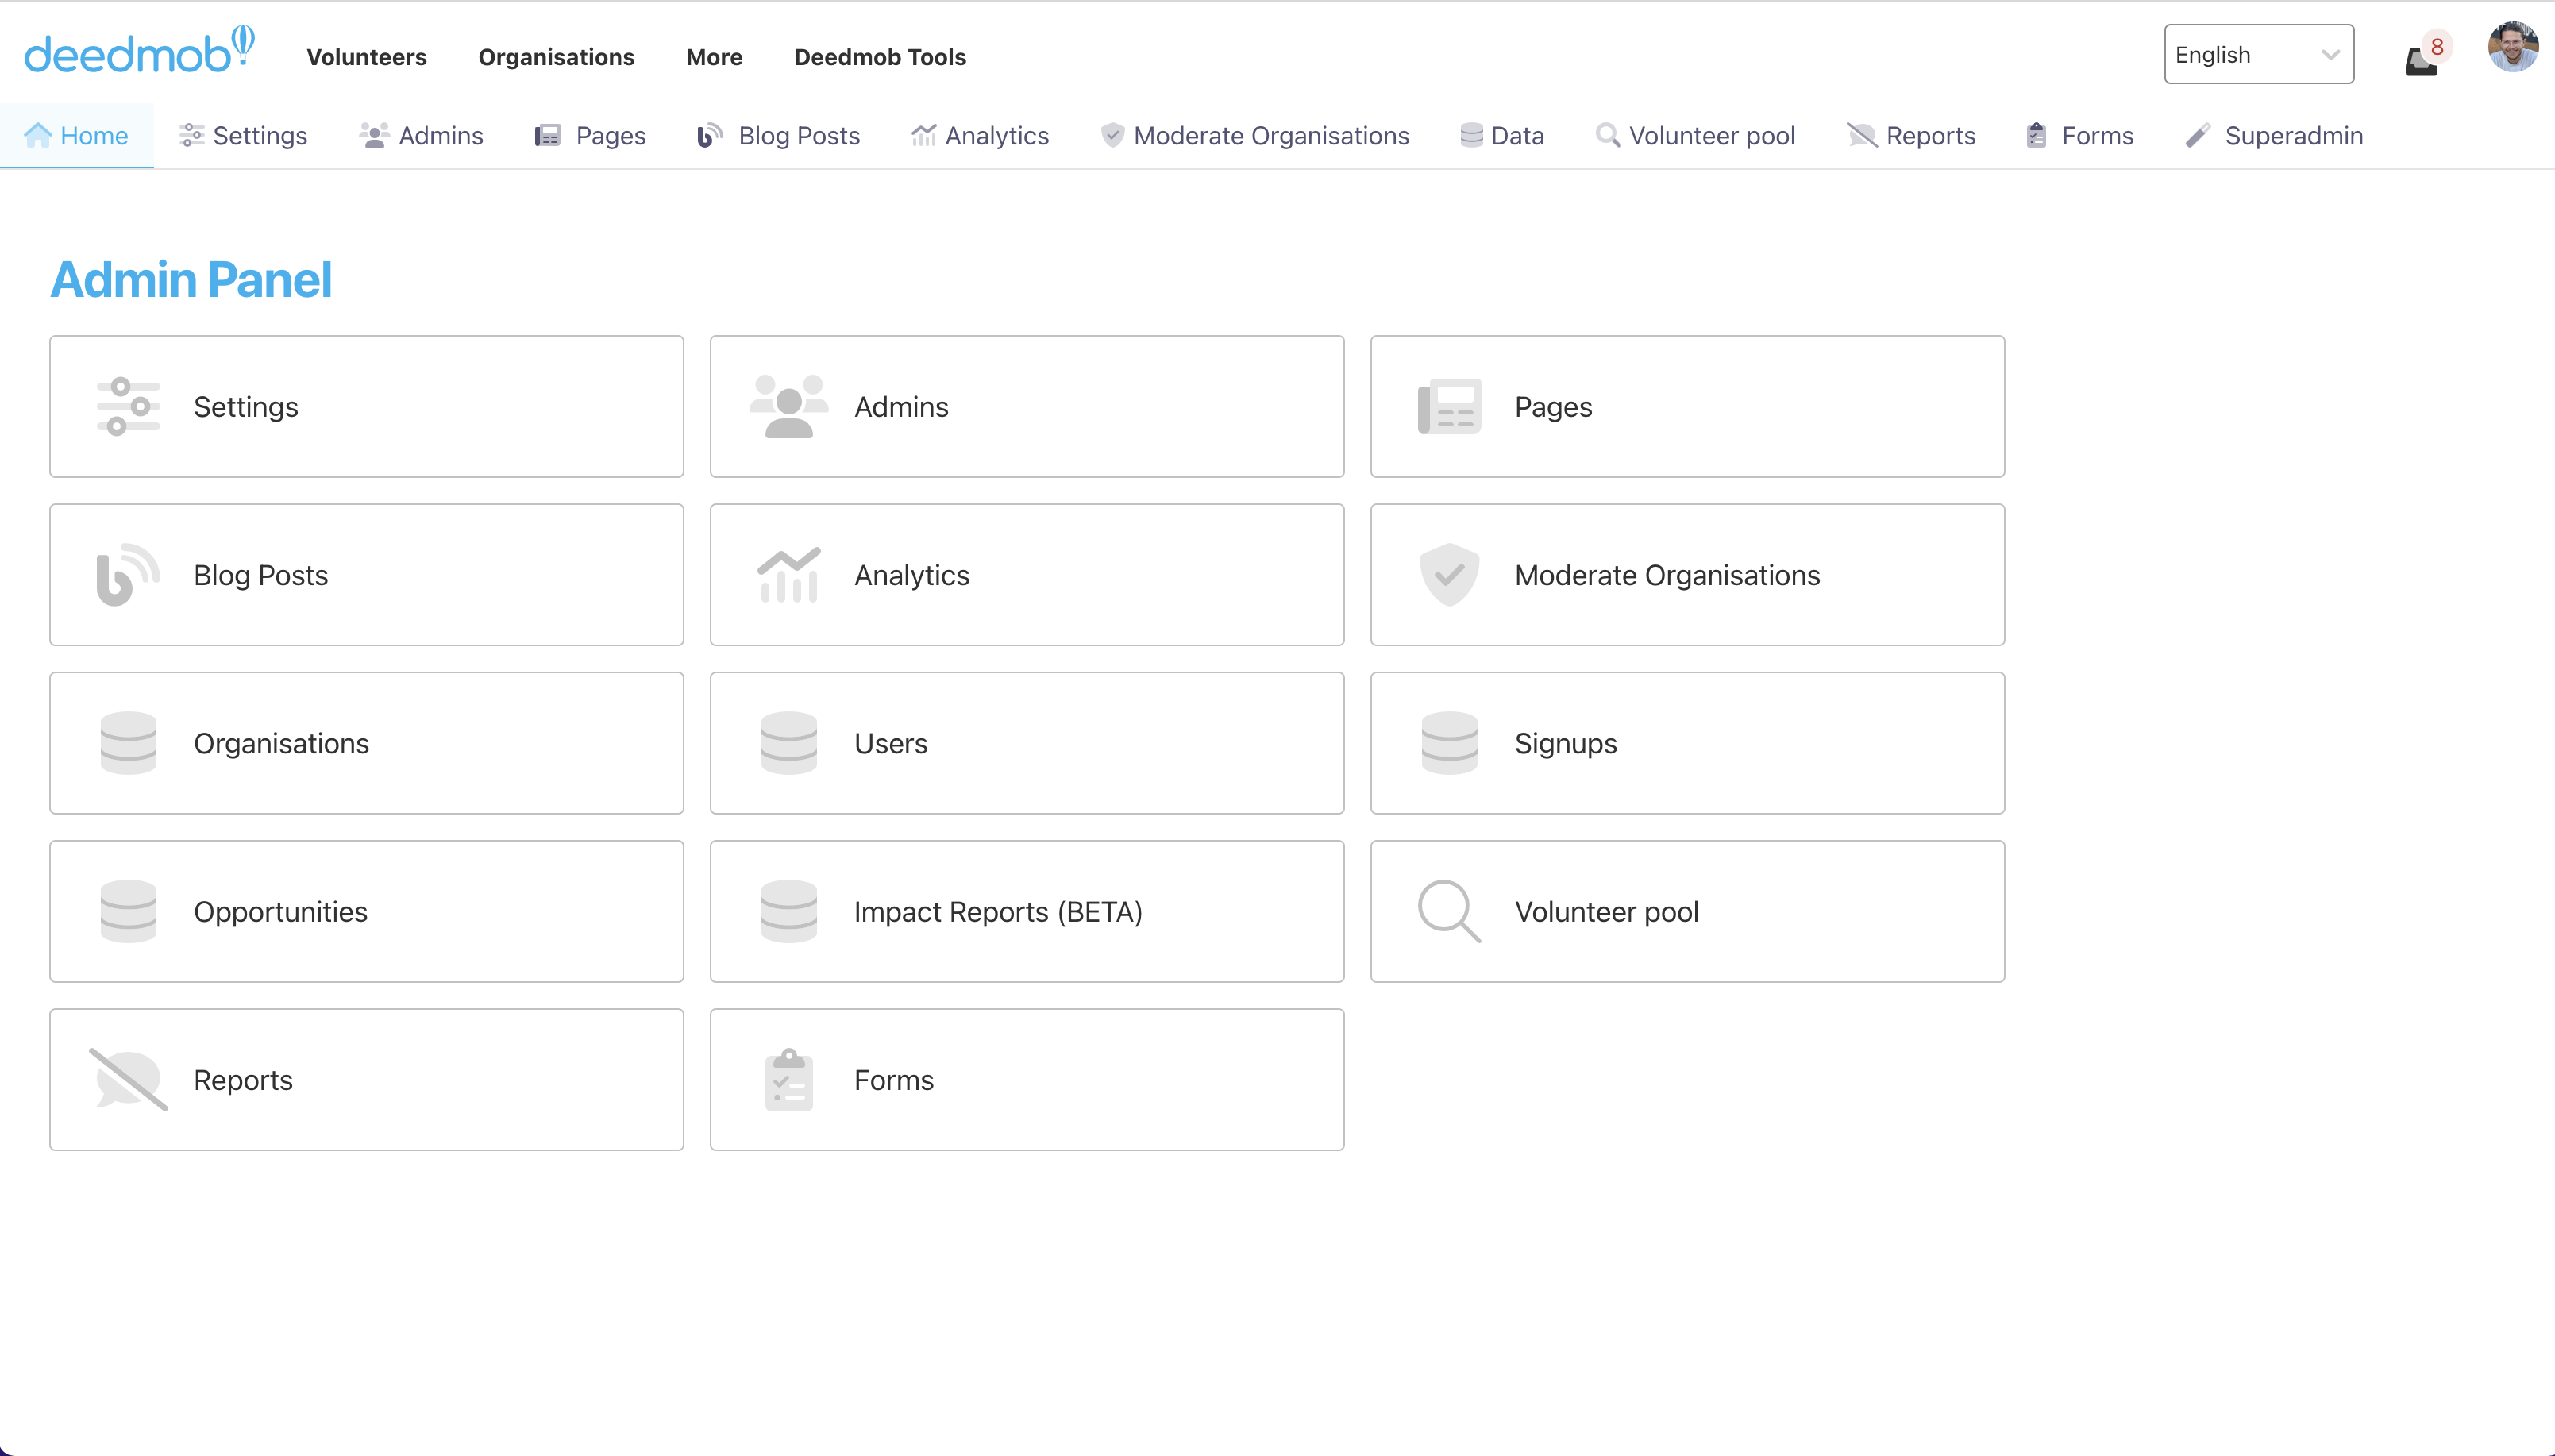 deedmob Volunteers Organisations More Deedmob Tools English 8
Home Settings Admins Pages Blog Posts Analytics Moderate Organisations Data Volunteer pool Reports Forms Superadmin
Admin Panel
Settings Admins Pages
Blog Posts Analytics Moderate Organisations
Organisations Users Signups
Opportunities Impact Reports (BETA) Volunteer pool
Reports Forms